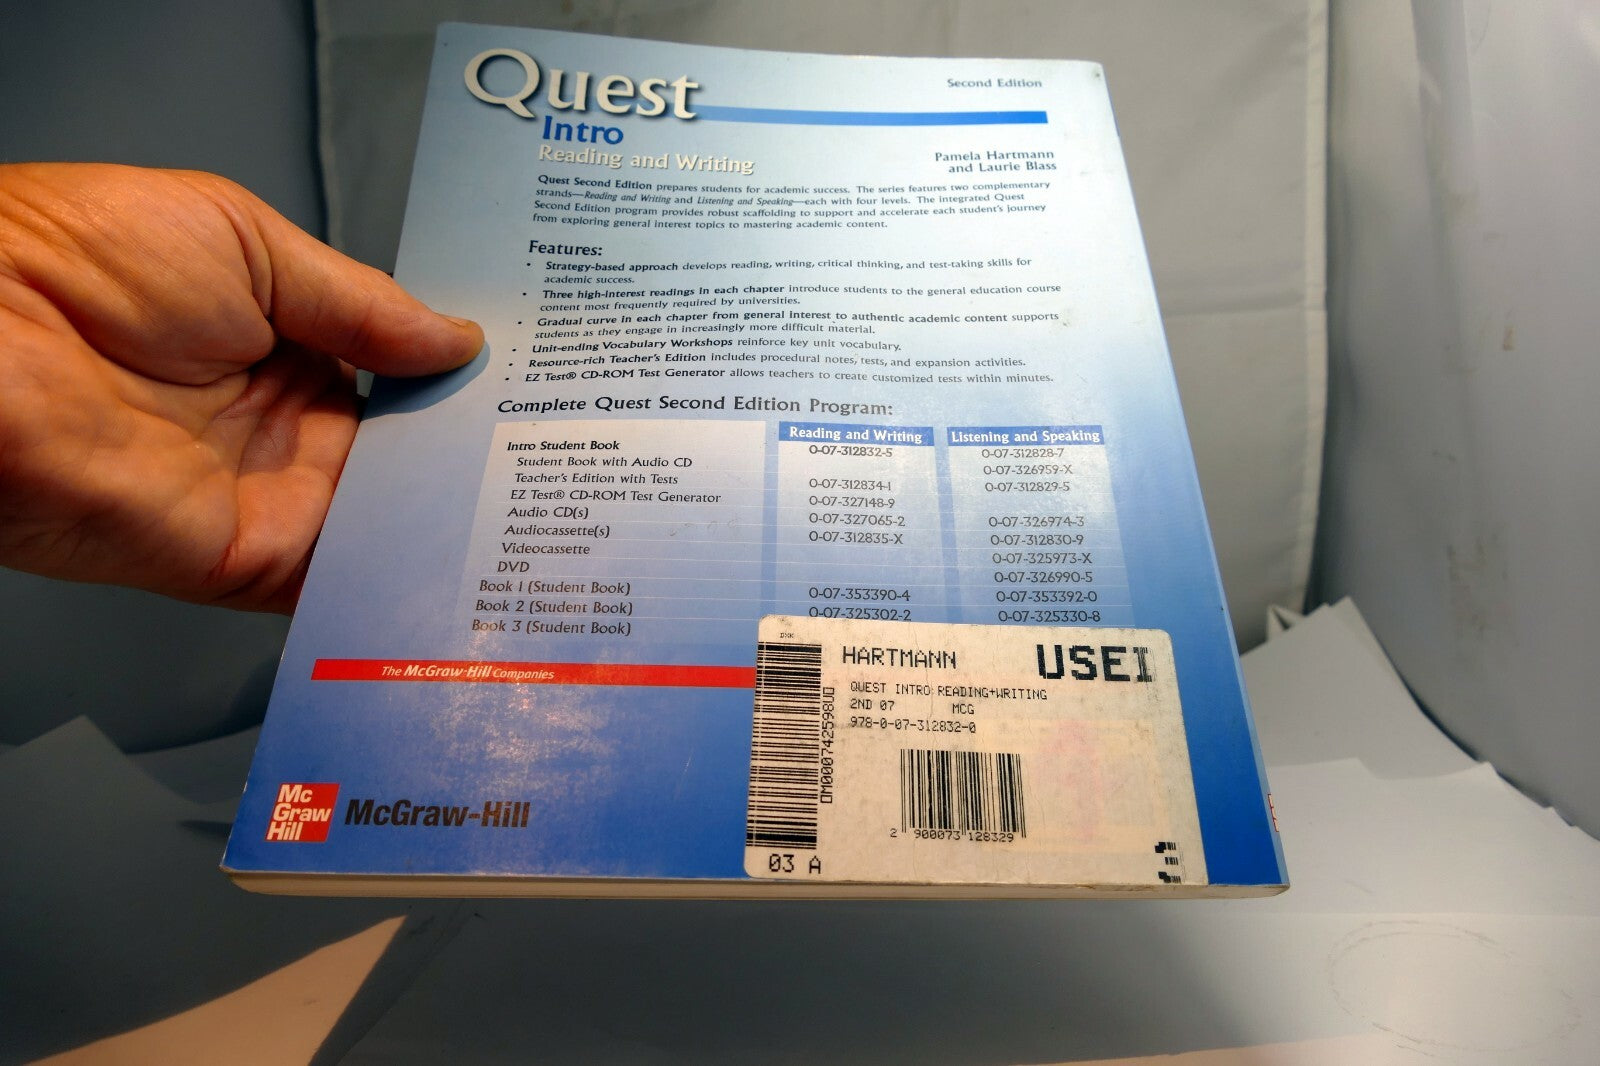 Quest
Second Edition
Intro
Reading and Writing
Pamela Hartmann
and Laurie Blass
Quest Second Edition prepares students for academic success. The series features two complementary
strands—Reading and Writing and Listening and Speaking—each with four levels. The integrated Quest
Second Edition program provides robust scaffolding to support and accelerate each student's journey
from exploring general interest topics to mastering academic content.
Features:
• Strategy-based approach develops reading, writing, critical thinking, and test-taking skills for
academic success.
• Three high-interest readings in each chapter introduce students to the general education course
content most frequently required by universities.
• Gradual curve in each chapter from general interest to authentic academic content supports
students as they engage in increasingly more difficult material.
• Unit-ending Vocabulary Workshops reinforce key unit vocabulary.
• Resource-rich Teacher's Edition includes procedural notes, tests, and expansion activities.
• EZ Test® CD-ROM Test Generator allows teachers to create customized tests within minutes.
Complete Quest Second Edition Program:
Reading and Writing Listening and Speaking
Intro Student Book 0-07-312832-5 0-07-312828-7
Student Book with Audio CD 0-07-326959-X
Teacher's Edition with Tests 0-07-312834-1 0-07-312829-5
EZ Test® CD-ROM Test Generator 0-07-327148-9
Audio CD(s) 0-07-327065-2 0-07-326974-3
Audiocassette(s) 0-07-312835-X 0-07-312830-9
Videocassette 0-07-325973-X
DVD 0-07-326990-5
Book 1 (Student Book) 0-07-353390-4 0-07-353392-0
Book 2 (Student Book) 0-07-325302-2 0-07-325330-8
Book 3 (Student Book)
The McGraw-Hill Companies
HARTMANN USEI
QUEST INTRO:READING+WRITING
2ND 07 MCG
978-0-07-312832-0
0M000742598U0
2 900073 128329
03 A
Mc
Graw
Hill
McGraw-Hill